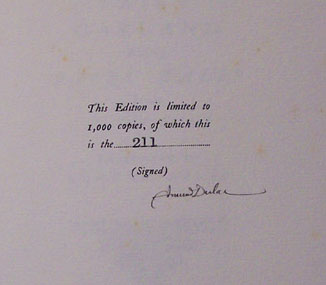 This Edition is limited to
1,000 copies, of which this
is the 211
(Signed)